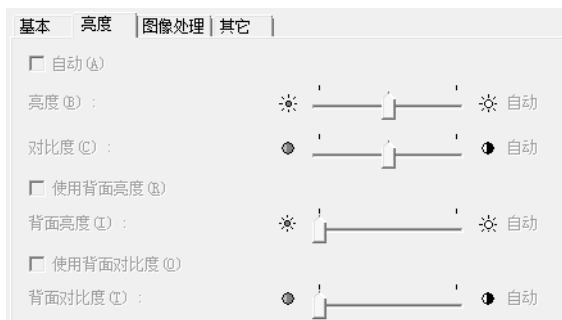 基本 亮度 图像处理 其它
自动(A)
亮度(B) : 自动
对比度(C) : 自动
使用背面亮度(R)
背面亮度(I) : 自动
使用背面对比度(O)
背面对比度(T) : 自动